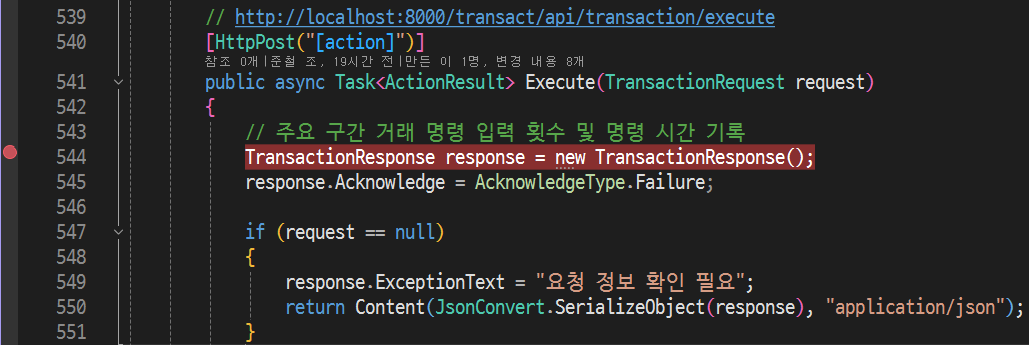 539 // http://localhost:8000/transact/api/transaction/execute
540 [HttpPost("[action]")]
참조 0개|준철 조, 19시간 전|만든 이 1명, 변경 내용 8개
541 public async Task<ActionResult> Execute(TransactionRequest request)
542 {
543 // 주요 구간 거래 명령 입력 횟수 및 명령 시간 기록
544 TransactionResponse response = new TransactionResponse();
545 response.Acknowledge = AcknowledgeType.Failure;
546
547 if (request == null)
548 {
549 response.ExceptionText = "요청 정보 확인 필요";
550 return Content(JsonConvert.SerializeObject(response), "application/json");
551 }